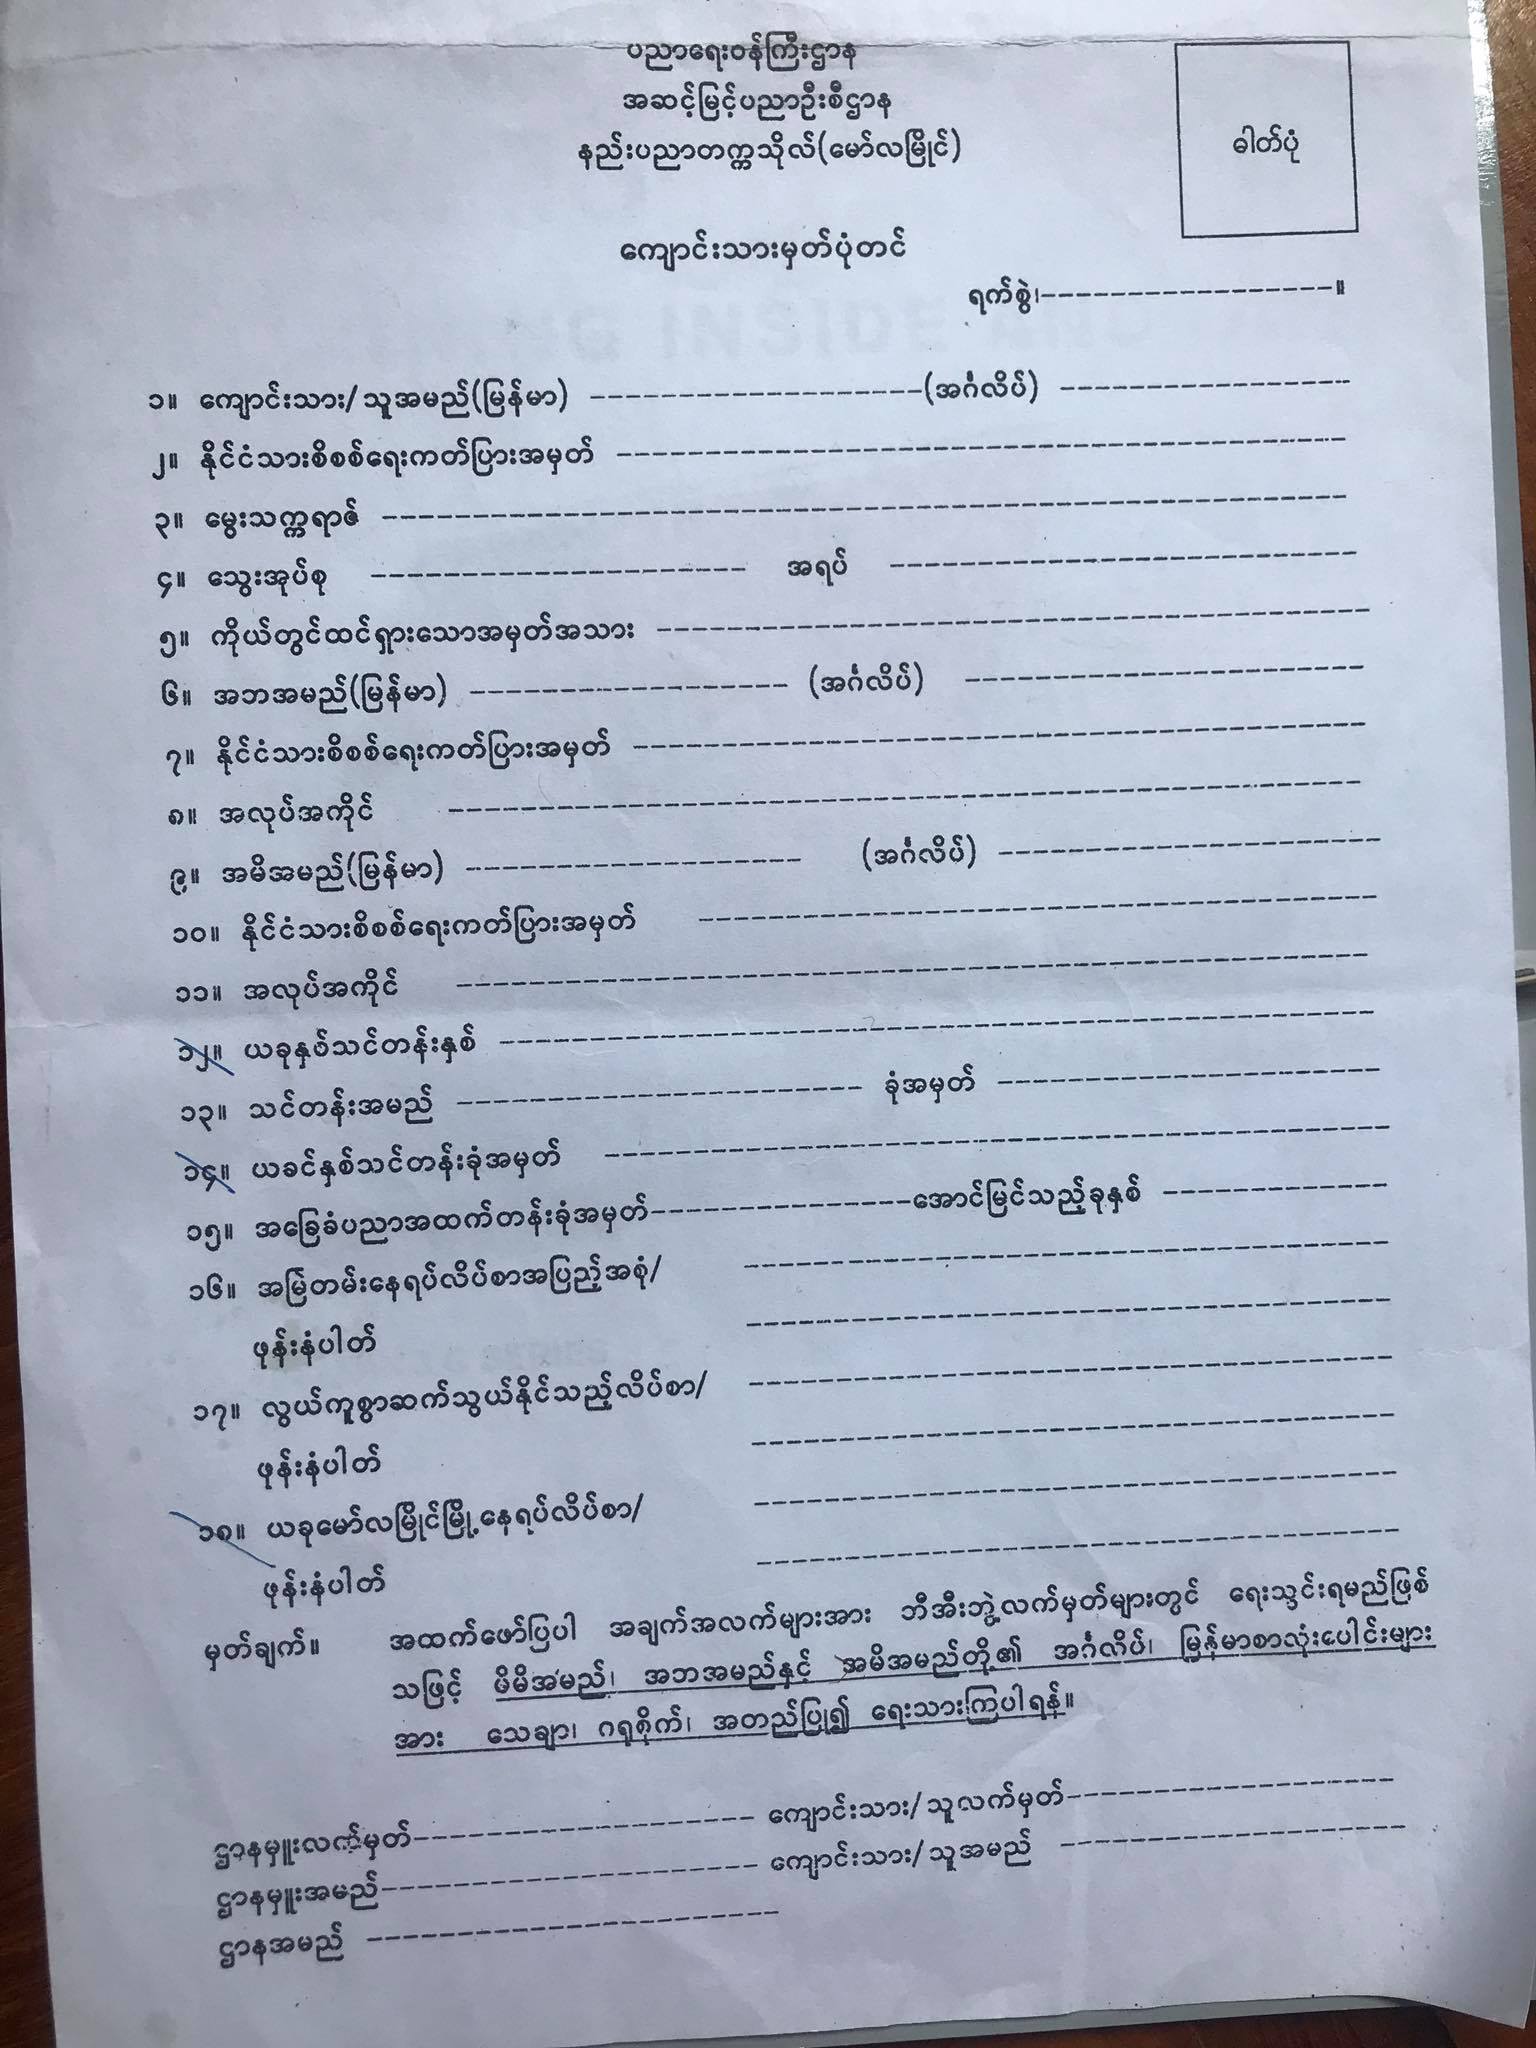 ပညာရေးဝန်ကြီးဌာန
အဆင့်မြင့်ပညာဦးစီဌာန
နည်းပညာတက္ကသိုလ်(မော်လမြိုင်)
ဓါတ်ပုံ
ကျောင်းသားမှတ်ပုံတင်
ရက်စွဲ၊-------------------။
၁။ ကျောင်းသား/သူအမည်(မြန်မာ) -------------------(အင်္ဂလိပ်) -----------------
၂။ နိုင်ငံသားစိစစ်ရေးကတ်ပြားအမှတ် ------------------------------------------
၃။ မွေးသက္ကရာဇ် -------------------------------------------------------
၄။ သွေးအုပ်စု ---------------------- အရပ် ---------------------------
၅။ ကိုယ်တွင်ထင်ရှားသောအမှတ်အသား -----------------------------------------
၆။ အဘအမည်(မြန်မာ) ------------------- (အင်္ဂလိပ်) -----------------------
၇။ နိုင်ငံသားစိစစ်ရေးကတ်ပြားအမှတ် ------------------------------------------
၈။ အလုပ်အကိုင် ----------------------------------------------------
၉။ အမိအမည်(မြန်မာ) ------------------- (အင်္ဂလိပ်) ----------------------
၁၀။ နိုင်ငံသားစိစစ်ရေးကတ်ပြားအမှတ် ---------------------------------------
၁၁။ အလုပ်အကိုင် ----------------------------------------------------
၁၂။ ယခုနှစ်သင်တန်းနှစ် --------------------------------------------------
၁၃။ သင်တန်းအမည် ------------------------ ခုံအမှတ် ----------------------
၁၄။ ယခင်နှစ်သင်တန်းခုံအမှတ် ---------------------------------------------
၁၅။ အခြေခံပညာအထက်တန်းခုံအမှတ်---------------အောင်မြင်သည့်ခုနှစ် -------------
၁၆။ အမြဲတမ်းနေရပ်လိပ်စာအပြည့်အစုံ/ -------------------------------------
ဖုန်းနံပါတ် -------------------------------------
၁၇။ လွယ်ကူစွာဆက်သွယ်နိုင်သည့်လိပ်စာ/ -------------------------------------
ဖုန်းနံပါတ် -------------------------------------
၁၈။ ယခုမော်လမြိုင်မြို့နေရပ်လိပ်စာ/ -------------------------------------
ဖုန်းနံပါတ် -------------------------------------
မှတ်ချက်။ အထက်ဖော်ပြပါ အချက်အလက်များအား ဘီအီးဘွဲ့လက်မှတ်များတွင် ရေးသွင်းရမည်ဖြစ်
သဖြင့် မိမိအမည်၊ အဘအမည်နှင့် အမိအမည်တို့၏ အင်္ဂလိပ်၊ မြန်မာစာလုံးပေါင်းများ
အား သေချာ၊ ဂရုစိုက်၊ အတည်ပြု၍ ရေးသားကြပါရန်။
ဌာနမှူးလက်မှတ်-------------------- ကျောင်းသား/သူလက်မှတ်-------------------
ဌာနမှူးအမည်---------------------- ကျောင်းသား/သူအမည် --------------------
ဌာနအမည် ------------------------